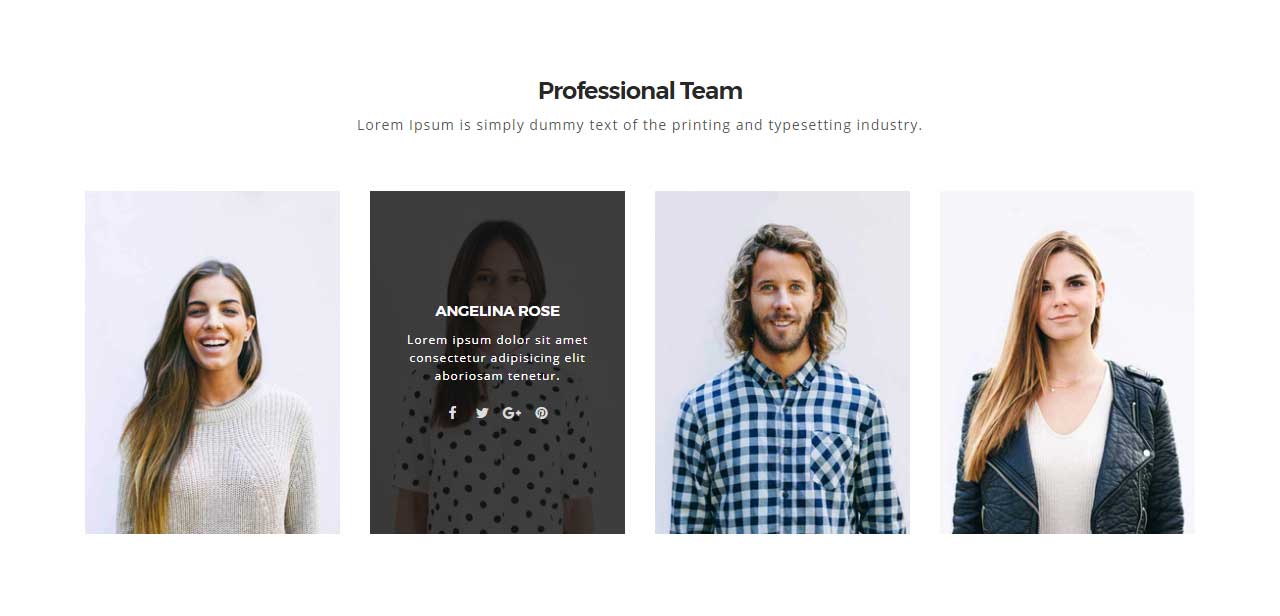 Professional Team
Lorem Ipsum is simply dummy text of the printing and typesetting industry.
ANGELINA ROSE
Lorem ipsum dolor sit amet
consectetur adipisicing elit
aboriosam tenetur.